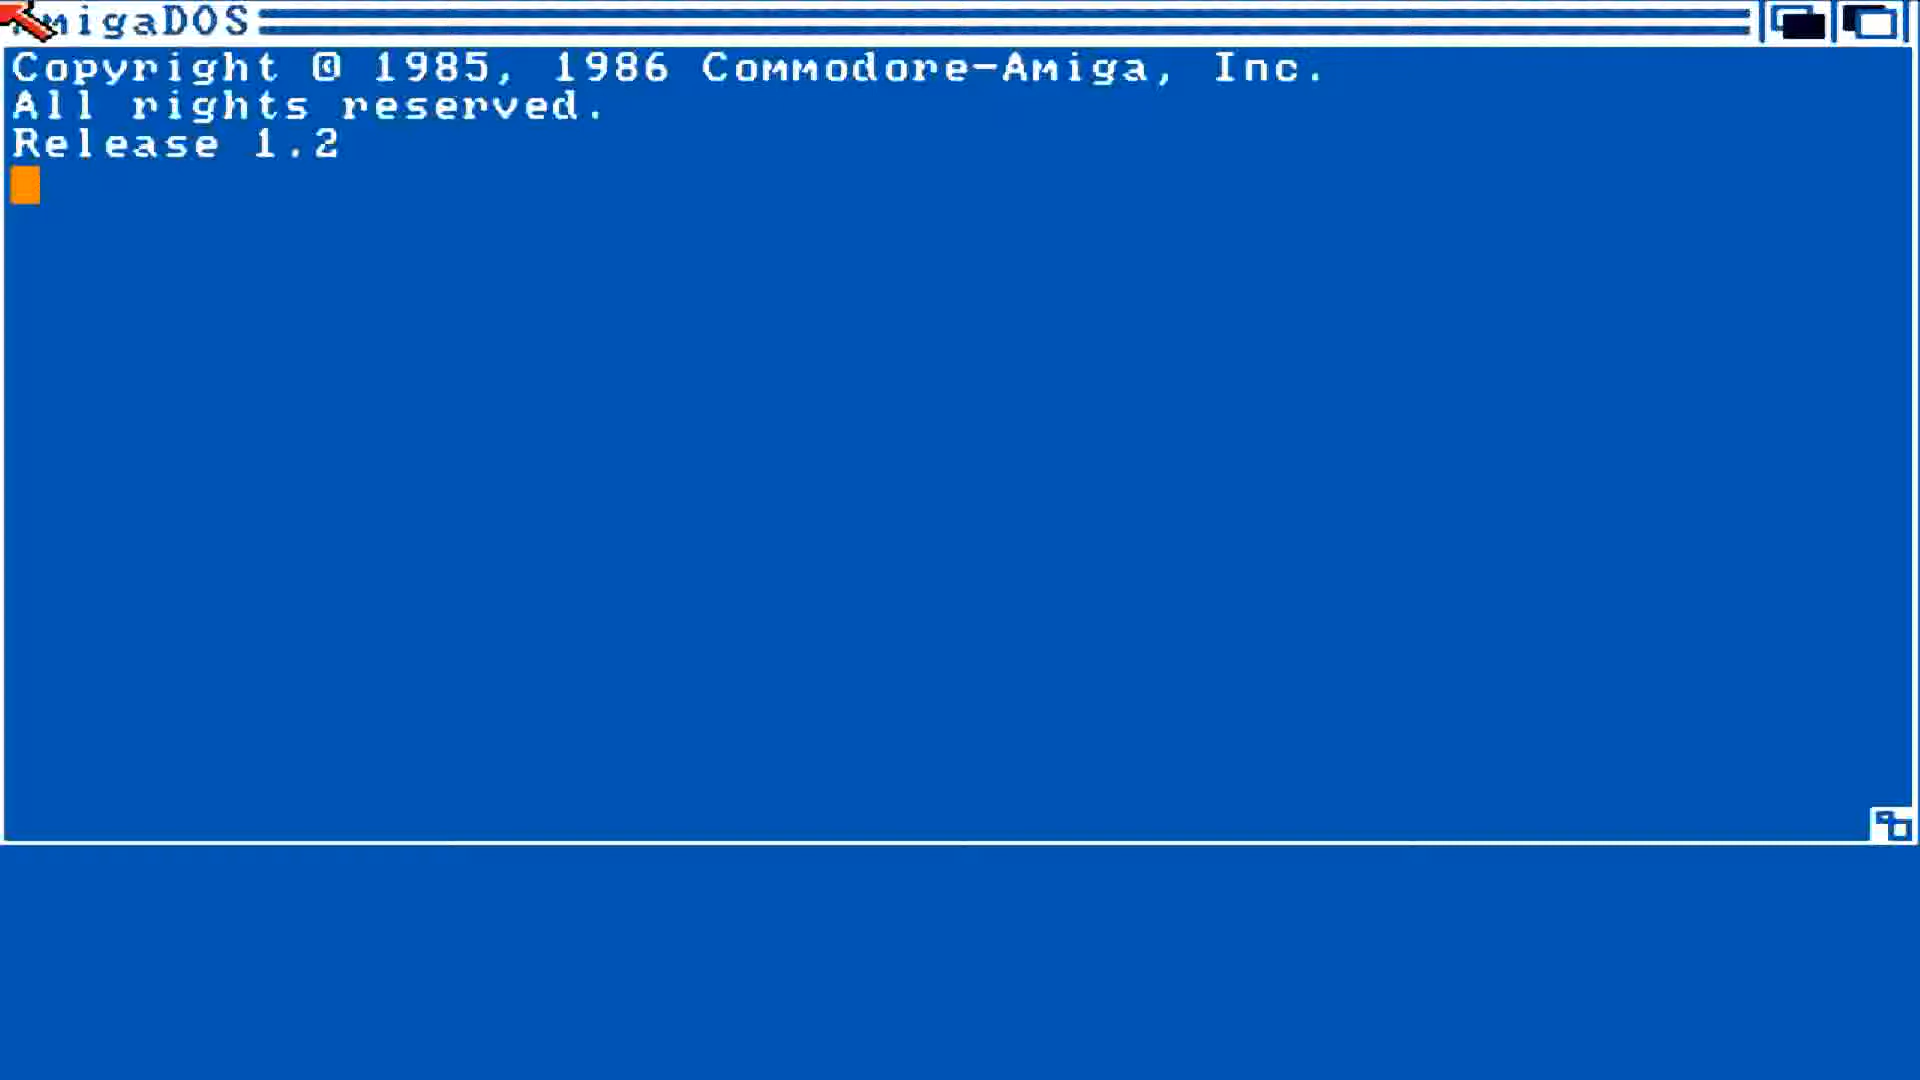 AmigaDOS
Copyright © 1985, 1986 Commodore-Amiga, Inc.
All rights reserved.
Release 1.2